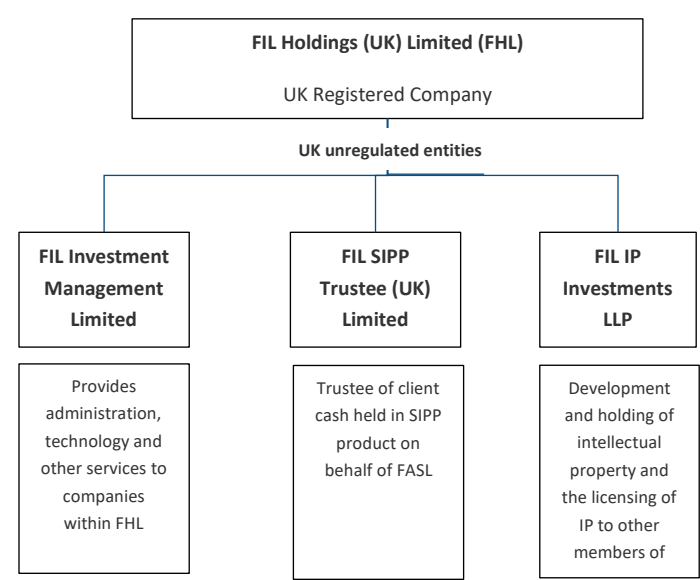 FIL Holdings (UK) Limited (FHL)
UK Registered Company
UK unregulated entities
FIL Investment
Management
Limited
FIL SIPP
Trustee (UK)
Limited
FIL IP
Investments
LLP
Provides
administration,
technology and
other services to
companies
within FHL
Trustee of client
cash held in SIPP
product on
behalf of FASL
Development
and holding of
intellectual
property and
the licensing of
IP to other
members of